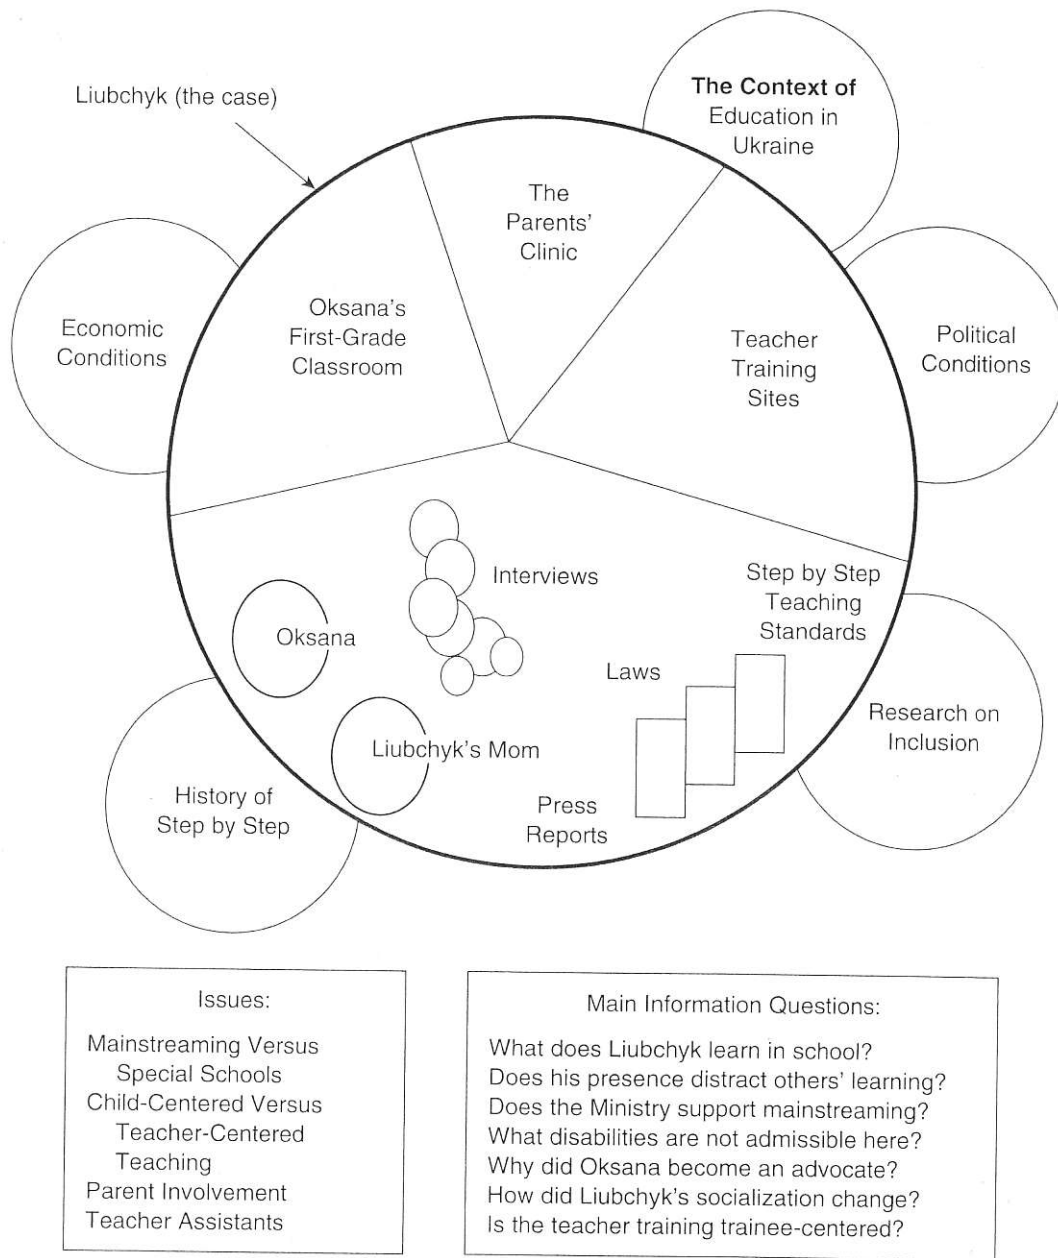 Liubchyk (the case)
The Context of
Education in
Ukraine
The
Parents'
Clinic
Economic
Conditions
Oksana's
First-Grade
Classroom
Teacher
Training
Sites
Political
Conditions
Interviews
Step by Step
Teaching
Standards
Oksana
Laws
Liubchyk's Mom
Research on
Inclusion
History of
Step by Step
Press
Reports
Issues:
Mainstreaming Versus
Special Schools
Child-Centered Versus
Teacher-Centered
Teaching
Parent Involvement
Teacher Assistants
Main Information Questions:
What does Liubchyk learn in school?
Does his presence distract others' learning?
Does the Ministry support mainstreaming?
What disabilities are not admissible here?
Why did Oksana become an advocate?
How did Liubchyk's socialization change?
Is the teacher training trainee-centered?